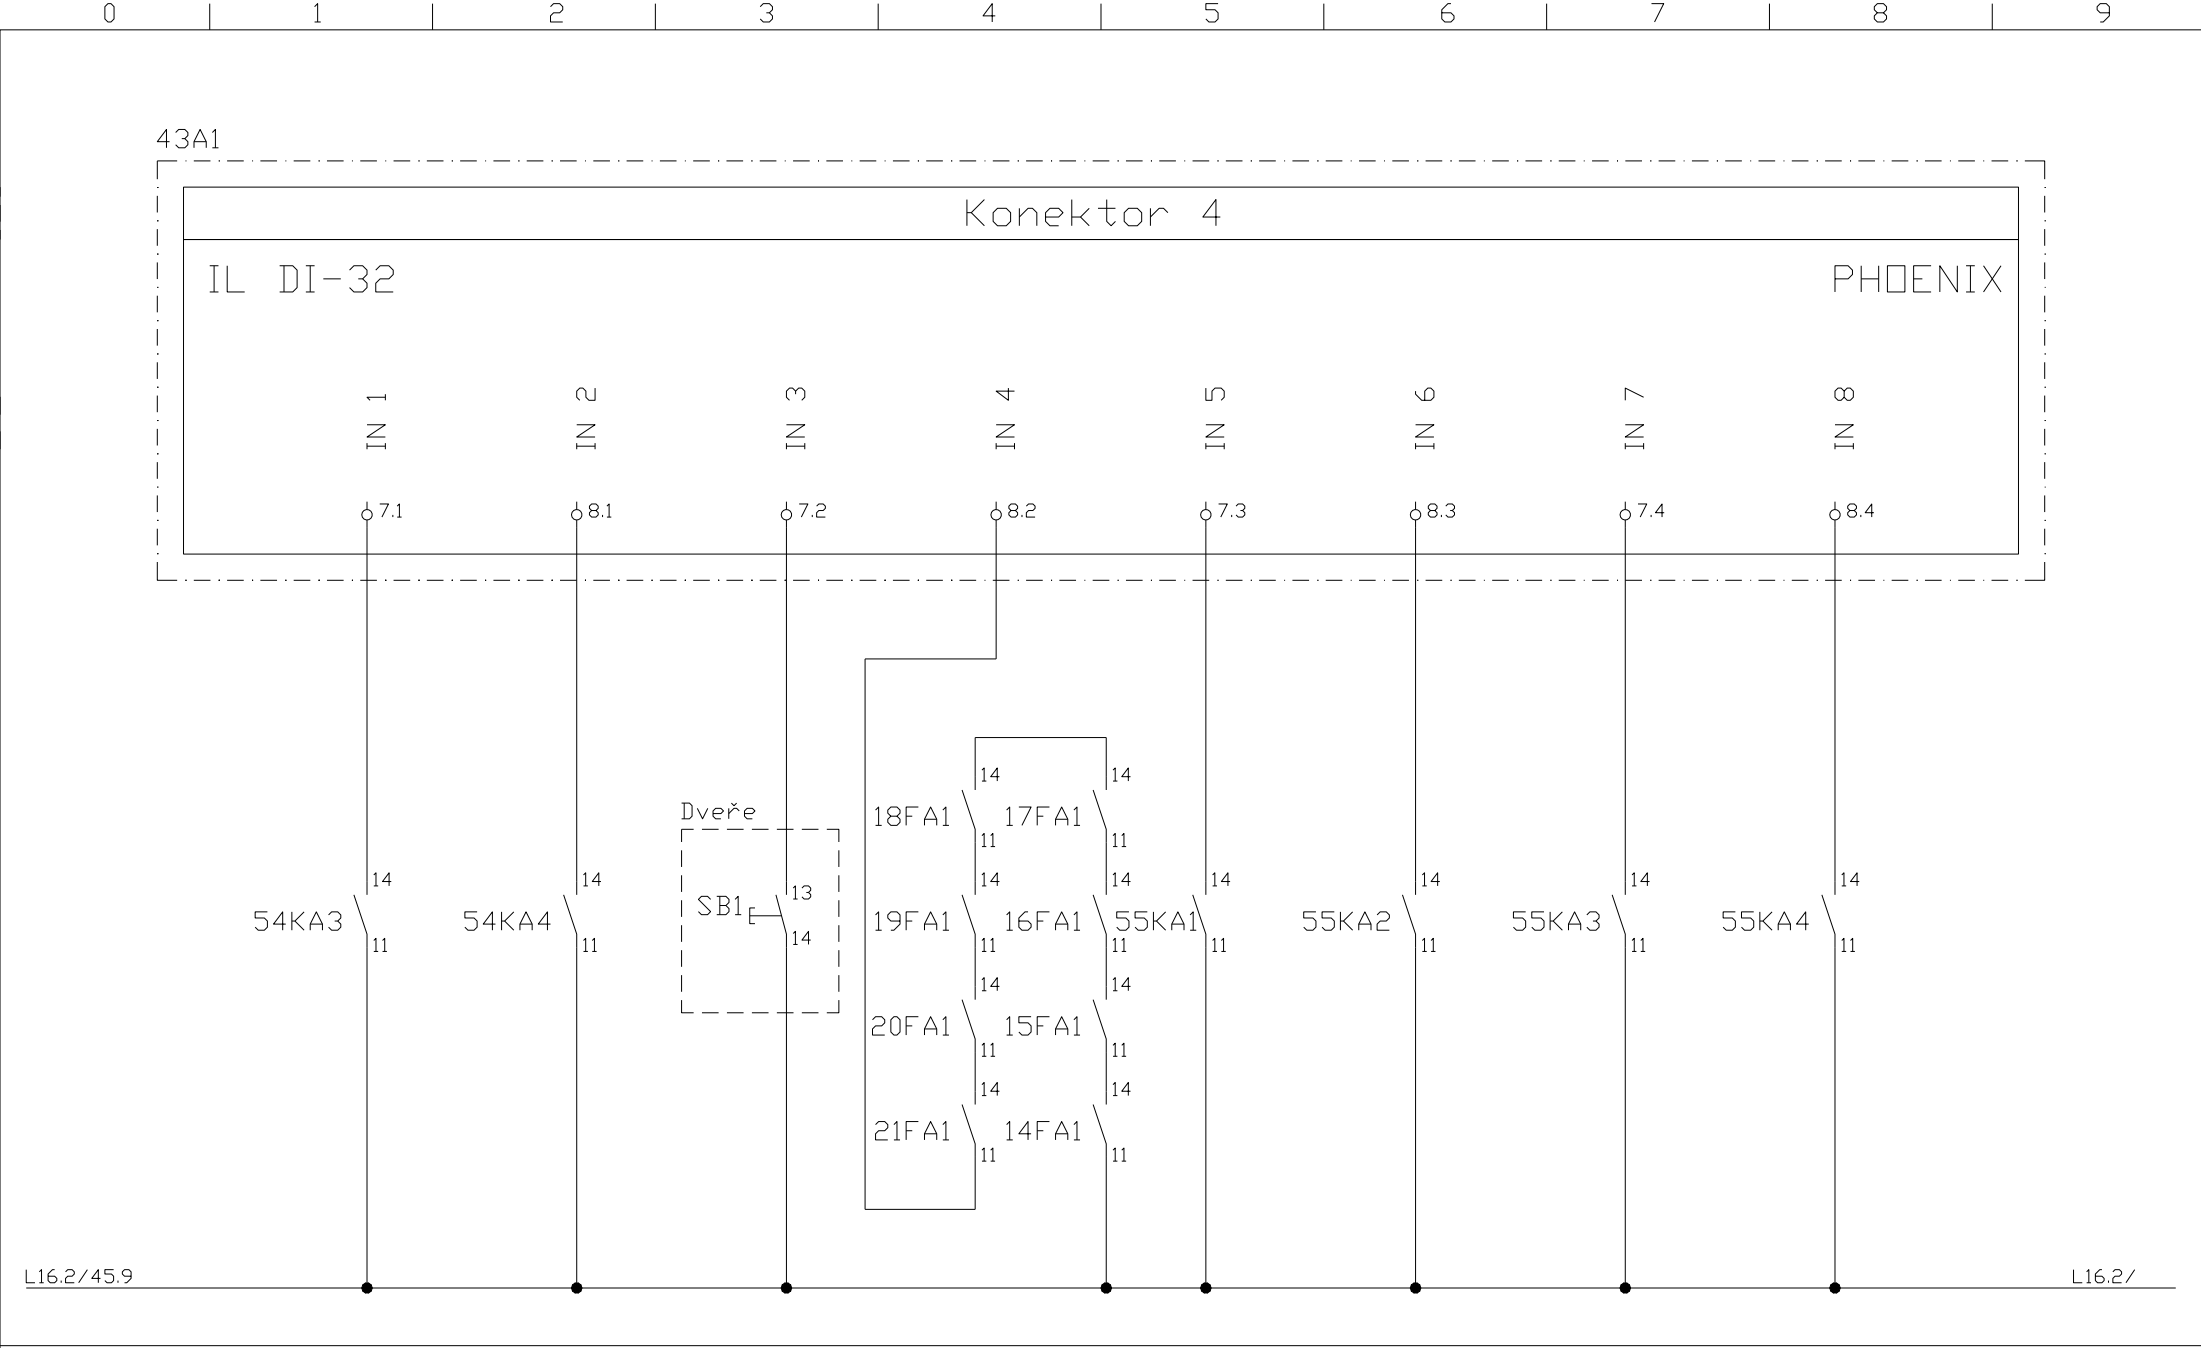 0 1 2 3 4 5 6 7 8 9
43A1
Konektor 4
IL DI-32 PHOENIX
IN 1 IN 2 IN 3 IN 4 IN 5 IN 6 IN 7 IN 8
7.1 8.1 7.2 8.2 7.3 8.3 7.4 8.4
14 14
Dveře
18FA1 17FA1
11 11
14 14 13 14 14 14 14 14 14
SB1
54KA3 54KA4 19FA1 16FA1 55KA1 55KA2 55KA3 55KA4
11 11 14 11 11 11 11 11 11
14 14
20FA1 15FA1
11 11
14 14
21FA1 14FA1
11 11
L16.2/45.9 L16.2/